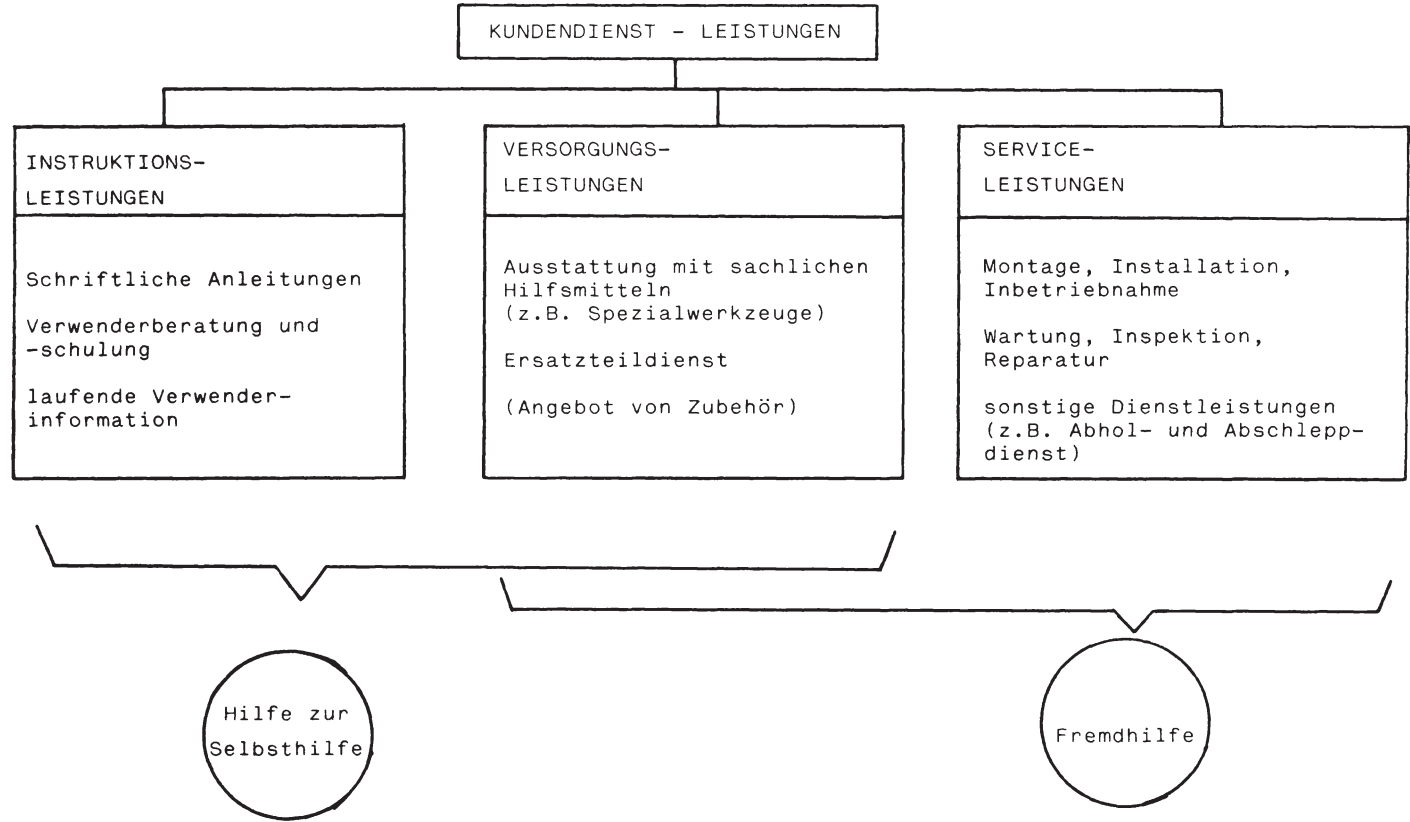 KUNDENDIENST - LEISTUNGEN
INSTRUKTIONS-
LEISTUNGEN
Schriftliche Anleitungen
Verwenderberatung und
-schulung
laufende Verwender-
information
VERSORGUNGS-
LEISTUNGEN
Ausstattung mit sachlichen
Hilfsmitteln
(z.B. Spezialwerkzeuge)
Ersatzteildienst
(Angebot von Zubehör)
SERVICE-
LEISTUNGEN
Montage, Installation,
Inbetriebnahme
Wartung, Inspektion,
Reparatur
sonstige Dienstleistungen
(z.B. Abhol- und Abschlepp-
dienst)
Hilfe zur
Selbsthilfe
Fremdhilfe